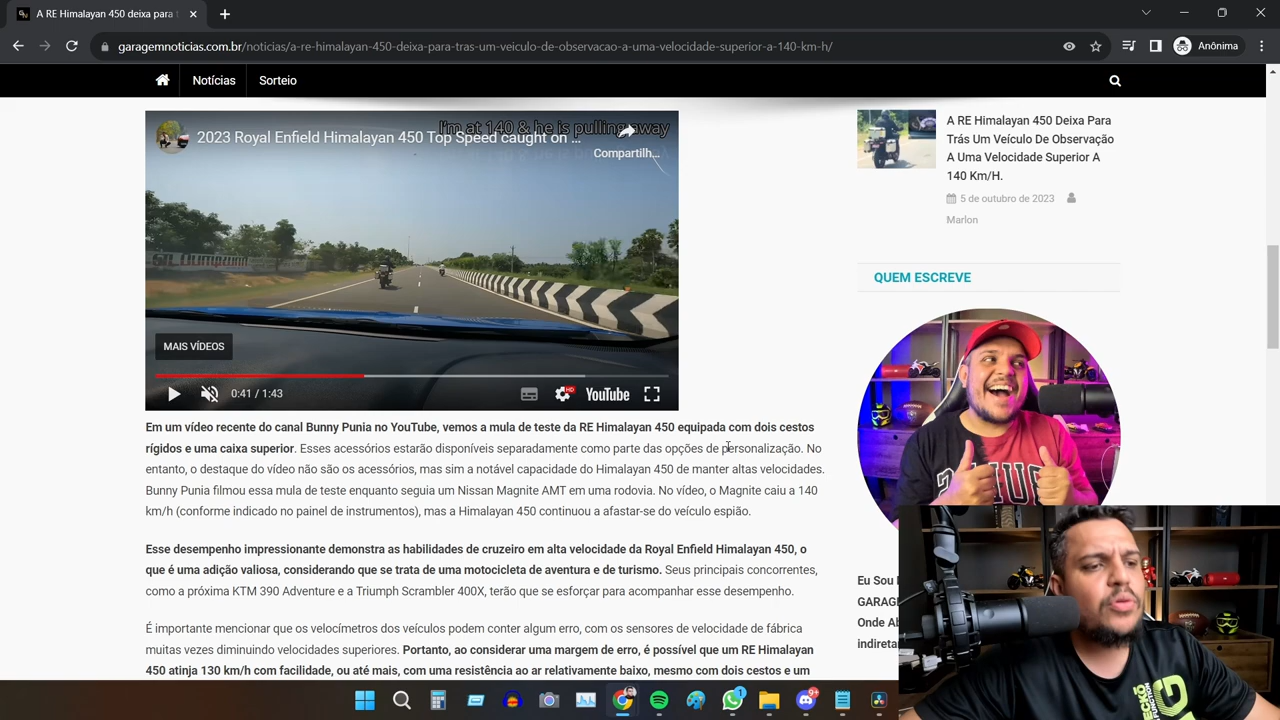 A RE Himalayan 450 deixa para t
garagemnoticias.com.br/noticias/a-re-himalayan-450-deixa-para-tras-um-veiculo-de-observacao-a-uma-velocidade-superior-a-140-km-h/
Anônima
Notícias
Sorteio
I'm at 140 & he is pulling away
2023 Royal Enfield Himalayan 450 Top Speed caught on ...
Compartilh...
MAIS VÍDEOS
0:41 / 1:43
HD
YouTube
Em um vídeo recente do canal Bunny Punia no YouTube, vemos a mula de teste da RE Himalayan 450 equipada com dois cestos
rígidos e uma caixa superior. Esses acessórios estarão disponíveis separadamente como parte das opções de personalização. No
entanto, o destaque do vídeo não são os acessórios, mas sim a notável capacidade do Himalayan 450 de manter altas velocidades.
Bunny Punia filmou essa mula de teste enquanto seguia um Nissan Magnite AMT em uma rodovia. No vídeo, o Magnite caiu a 140
km/h (conforme indicado no painel de instrumentos), mas a Himalayan 450 continuou a afastar-se do veículo espião.
Esse desempenho impressionante demonstra as habilidades de cruzeiro em alta velocidade da Royal Enfield Himalayan 450, o
que é uma adição valiosa, considerando que se trata de uma motocicleta de aventura e de turismo. Seus principais concorrentes,
como a próxima KTM 390 Adventure e a Triumph Scrambler 400X, terão que se esforçar para acompanhar esse desempenho.
É importante mencionar que os velocímetros dos veículos podem conter algum erro, com os sensores de velocidade de fábrica
muitas vezes diminuindo velocidades superiores. Portanto, ao considerar uma margem de erro, é possível que um RE Himalayan
450 atinja 130 km/h com facilidade, ou até mais, com uma resistência ao ar relativamente baixo, mesmo com dois cestos e um
A RE Himalayan 450 Deixa Para
Trás Um Veículo De Observação
A Uma Velocidade Superior A
140 Km/H.
5 de outubro de 2023
Marlon
QUEM ESCREVE
Eu Sou
GARAG
Onde Ab
indireta
1
9+